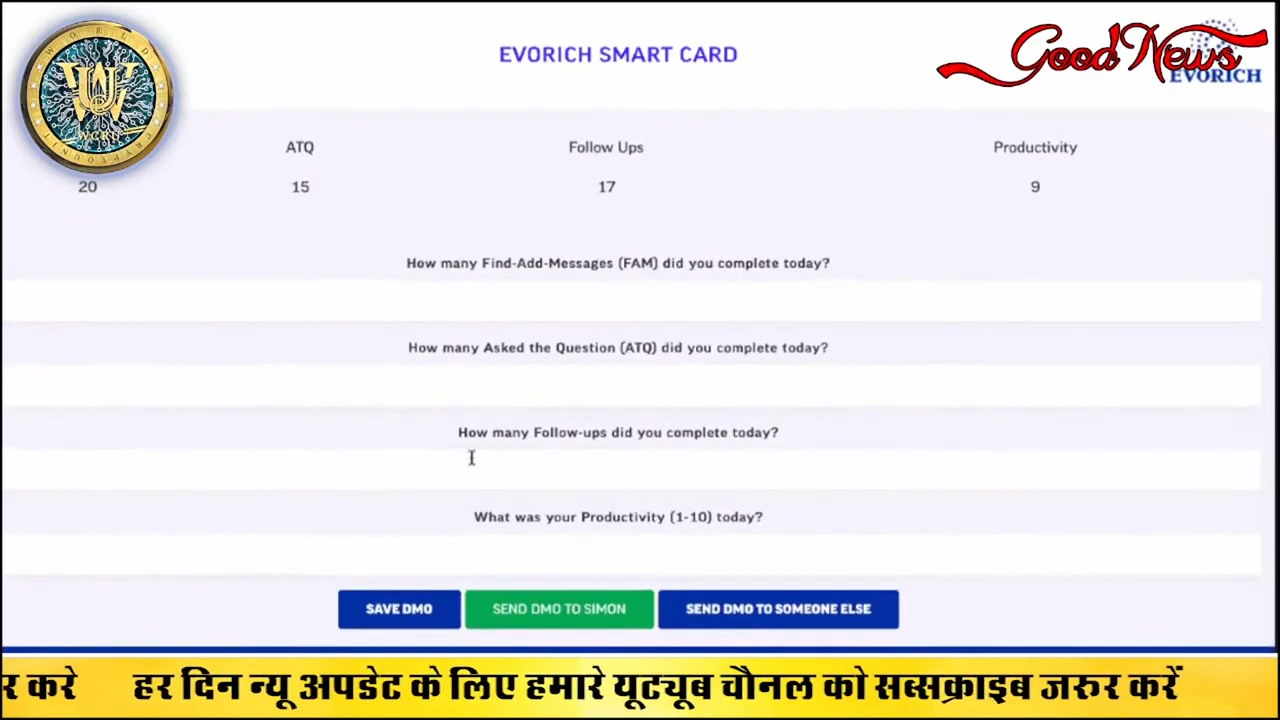 EVORICH SMART CARD
Good News
EVORICH
WORLD
WCRU
CRYPTOUNIT
ATQ
Follow Ups
Productivity
20
15
17
9
How many Find-Add-Messages (FAM) did you complete today?
How many Asked the Question (ATQ) did you complete today?
How many Follow-ups did you complete today?
What was your Productivity (1-10) today?
SAVE DMO
SEND DMO TO SIMON
SEND DMO TO SOMEONE ELSE
र करे हर दिन न्यू अपडेट के लिए हमारे यूट्यूब चौनल को सब्सक्राइब जरुर करें